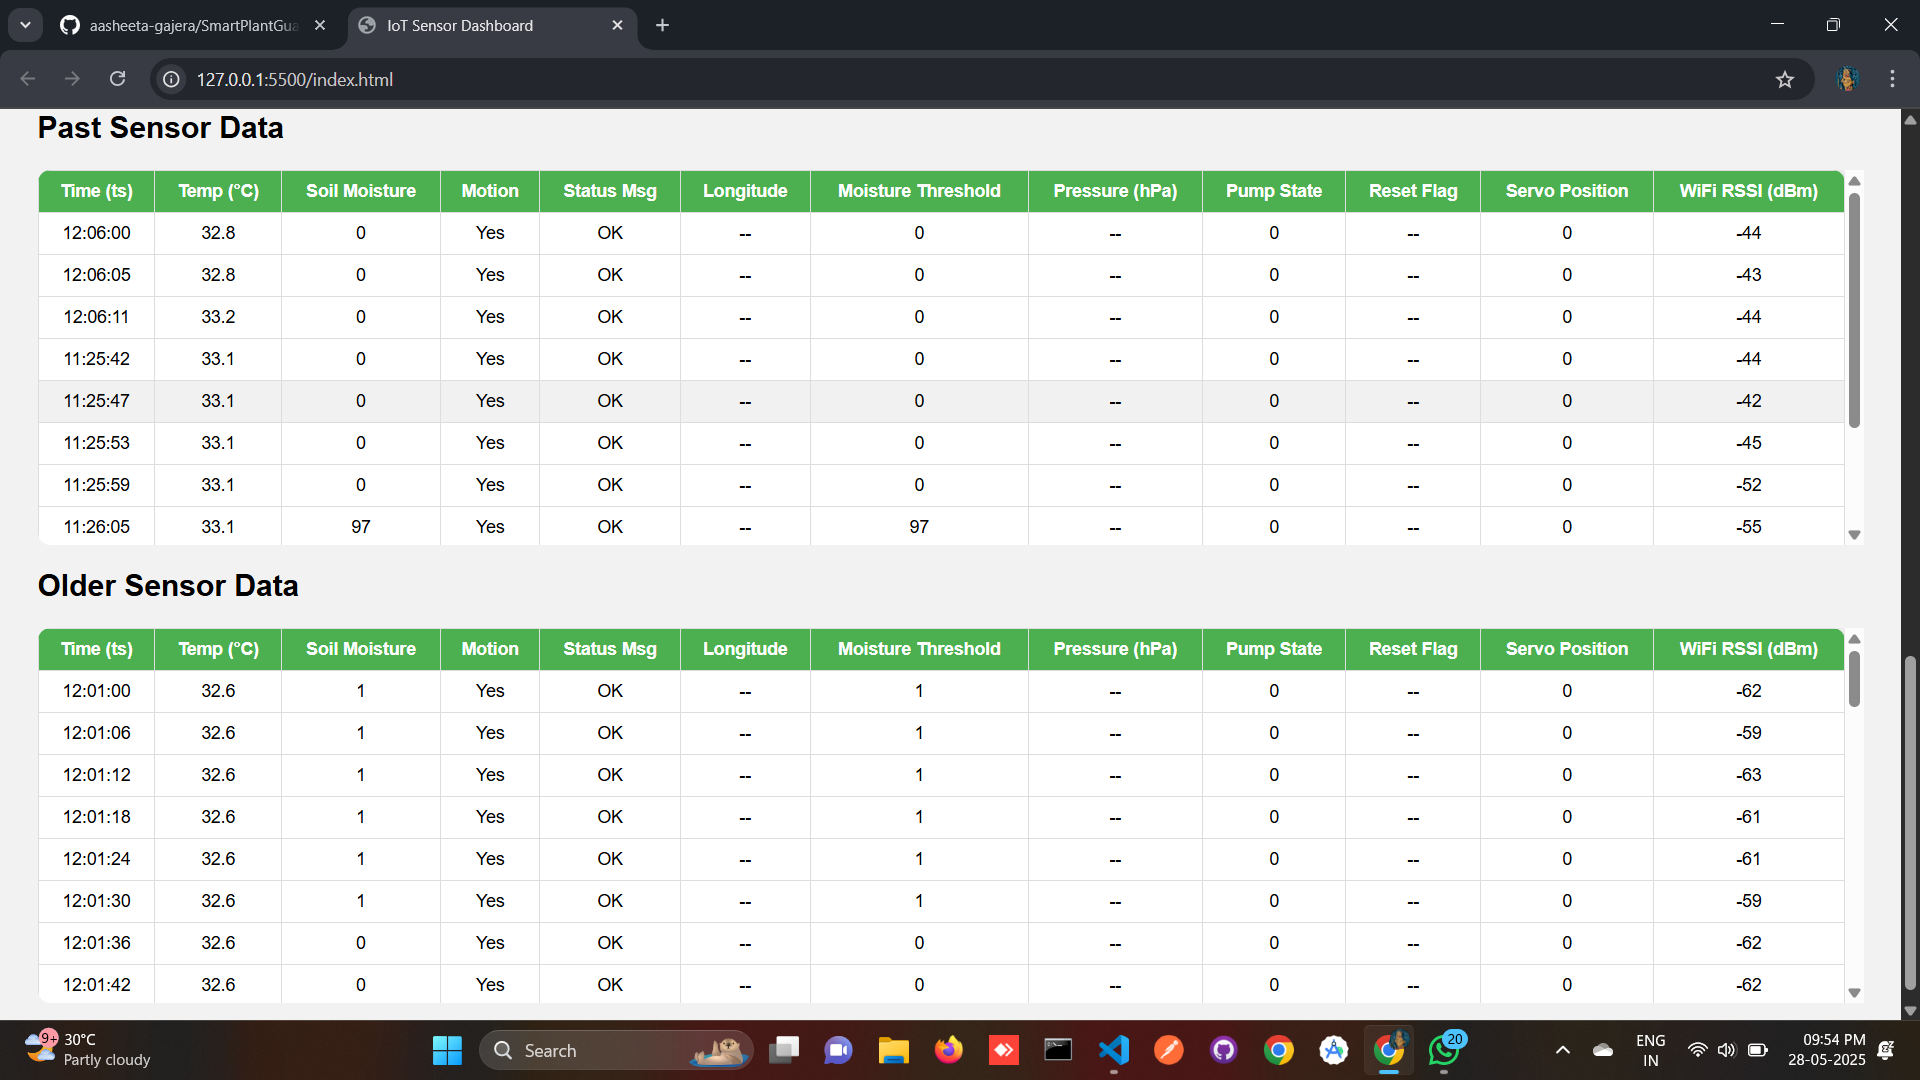 aasheeta-gajera/SmartPlantGua
IoT Sensor Dashboard
127.0.0.1:5500/index.html
Past Sensor Data
Time (ts) Temp (°C) Soil Moisture Motion Status Msg Longitude Moisture Threshold Pressure (hPa) Pump State Reset Flag Servo Position WiFi RSSI (dBm)
12:06:00 32.8 0 Yes OK -- 0 -- 0 -- 0 -44
12:06:05 32.8 0 Yes OK -- 0 -- 0 -- 0 -43
12:06:11 33.2 0 Yes OK -- 0 -- 0 -- 0 -44
11:25:42 33.1 0 Yes OK -- 0 -- 0 -- 0 -44
11:25:47 33.1 0 Yes OK -- 0 -- 0 -- 0 -42
11:25:53 33.1 0 Yes OK -- 0 -- 0 -- 0 -45
11:25:59 33.1 0 Yes OK -- 0 -- 0 -- 0 -52
11:26:05 33.1 97 Yes OK -- 97 -- 0 -- 0 -55
Older Sensor Data
Time (ts) Temp (°C) Soil Moisture Motion Status Msg Longitude Moisture Threshold Pressure (hPa) Pump State Reset Flag Servo Position WiFi RSSI (dBm)
12:01:00 32.6 1 Yes OK -- 1 -- 0 -- 0 -62
12:01:06 32.6 1 Yes OK -- 1 -- 0 -- 0 -59
12:01:12 32.6 1 Yes OK -- 1 -- 0 -- 0 -63
12:01:18 32.6 1 Yes OK -- 1 -- 0 -- 0 -61
12:01:24 32.6 1 Yes OK -- 1 -- 0 -- 0 -61
12:01:30 32.6 1 Yes OK -- 1 -- 0 -- 0 -59
12:01:36 32.6 0 Yes OK -- 0 -- 0 -- 0 -62
12:01:42 32.6 0 Yes OK -- 0 -- 0 -- 0 -62
9+
30°C
Partly cloudy
Search
20
ENG
IN
09:54 PM
28-05-2025